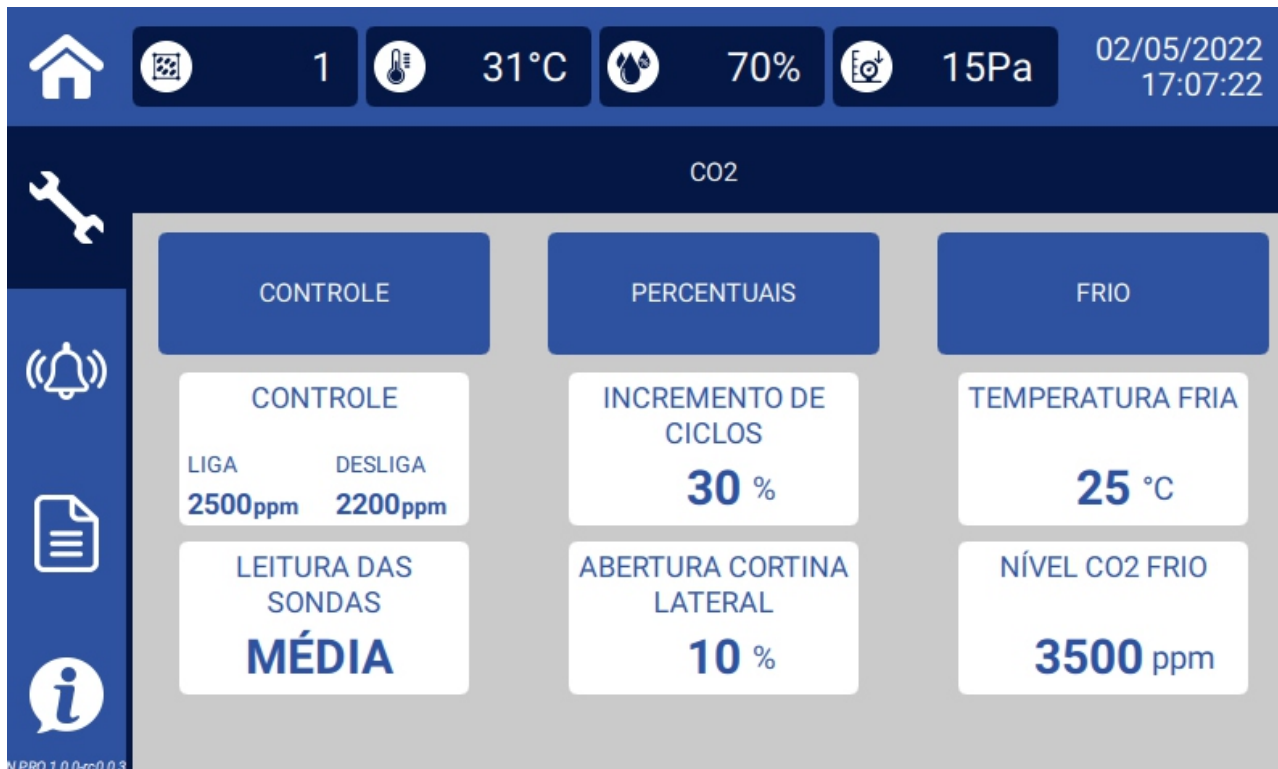 1
31°C
70%
15Pa
02/05/2022
17:07:22
CO2
CONTROLE
PERCENTUAIS
FRIO
CONTROLE
LIGA
DESLIGA
2500ppm
2200ppm
INCREMENTO DE
CICLOS
30 %
TEMPERATURA FRIA
25 °C
LEITURA DAS
SONDAS
MÉDIA
ABERTURA CORTINA
LATERAL
10 %
NÍVEL CO2 FRIO
3500 ppm